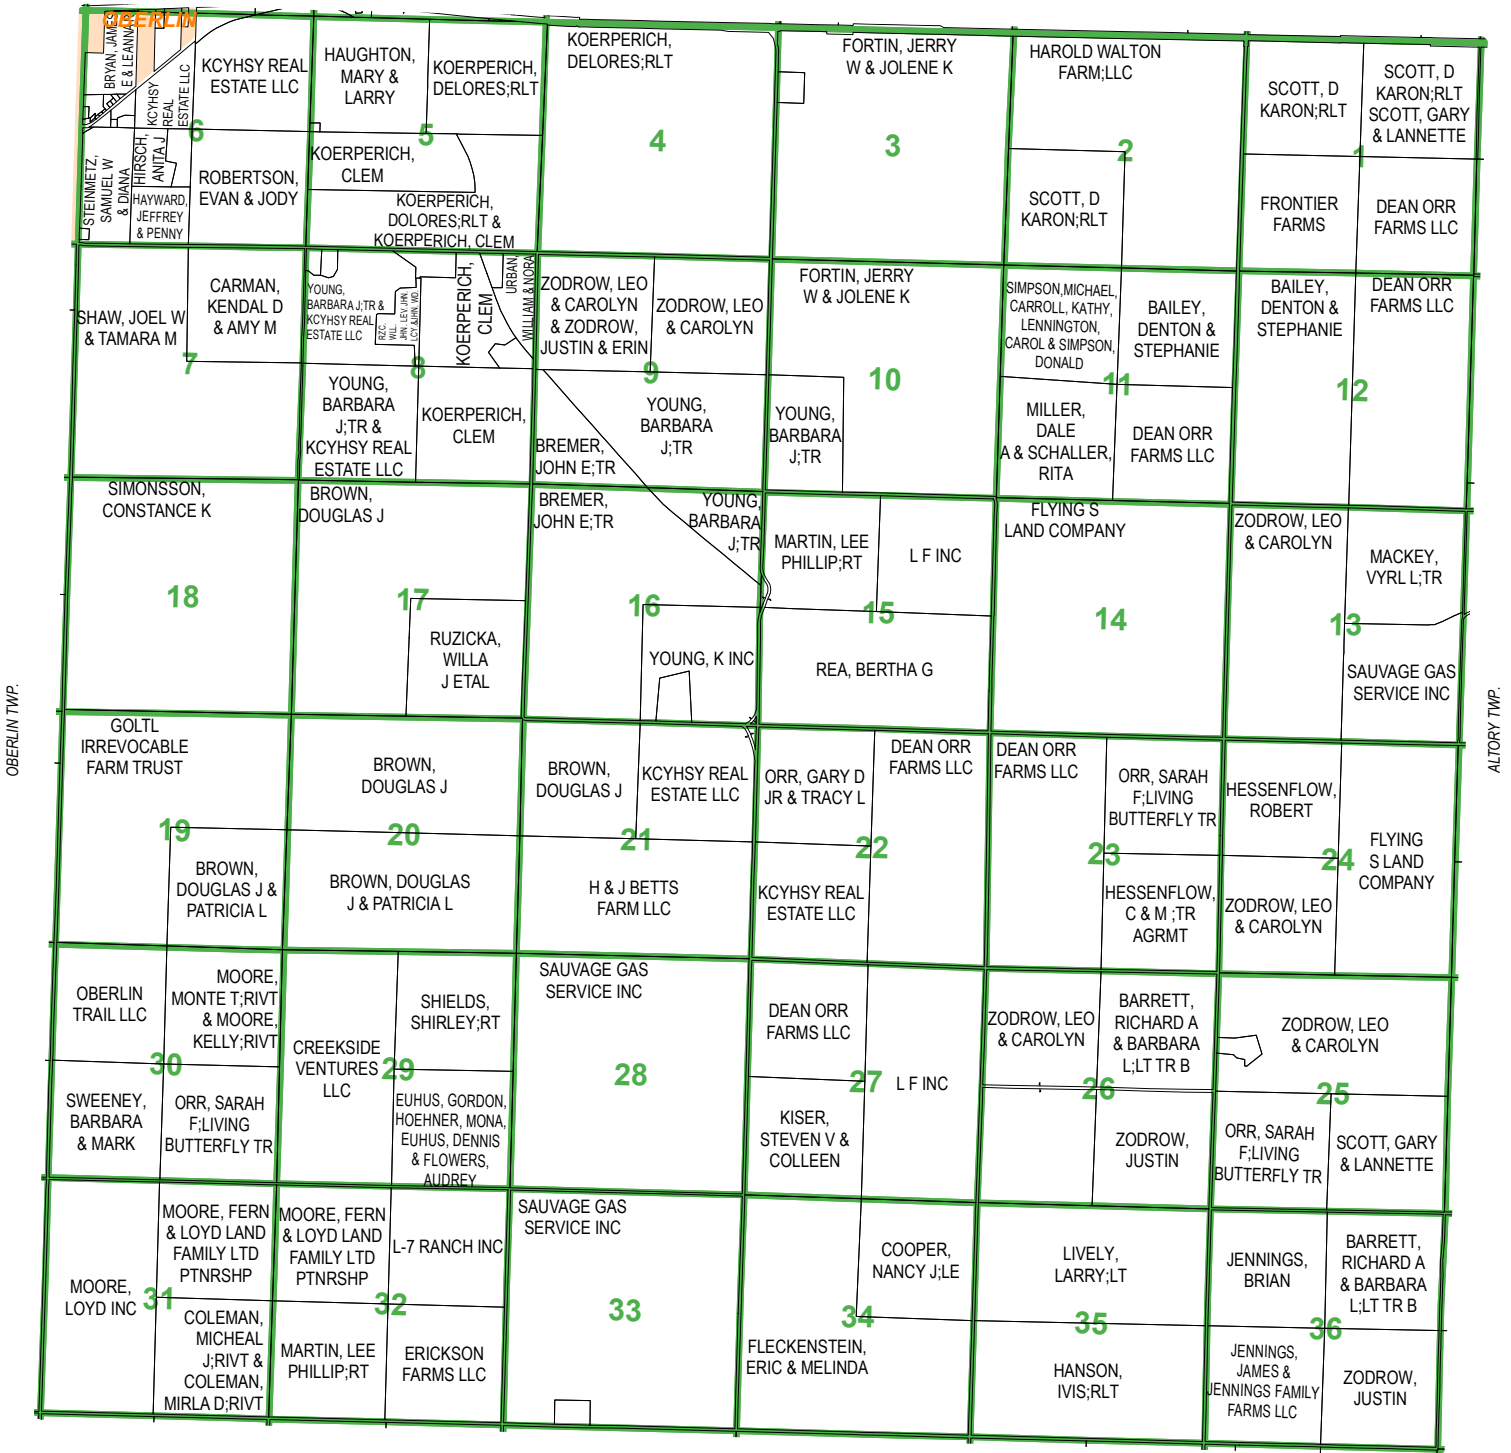 OBERLIN
BRYAN, JAM
E & LEANNA
KCYHSY
REAL
ESTATE LLC
KCYHSY REAL
ESTATE LLC
HAUGHTON,
MARY &
LARRY
KOERPERICH,
DELORES;RLT
KOERPERICH,
DELORES;RLT
FORTIN, JERRY
W & JOLENE K
HAROLD WALTON
FARM;LLC
SCOTT, D
KARON;RLT
SCOTT, D
KARON;RLT
SCOTT, GARY
& LANNETTE
6
5
4
3
2
1
STEINMETZ,
SAMUEL W
& DIANA
HIRSCH,
ANITA J
HAYWARD,
JEFFREY
& PENNY
ROBERTSON,
EVAN & JODY
KOERPERICH,
CLEM
KOERPERICH,
DOLORES;RLT &
KOERPERICH, CLEM
SCOTT, D
KARON;RLT
FRONTIER
FARMS
DEAN ORR
FARMS LLC
SHAW, JOEL W
& TAMARA M
CARMAN,
KENDAL D
& AMY M
YOUNG,
BARBARA J;TR &
KCYHSY REAL
ESTATE LLC
RZC,
WIL
JHN, LEV, JHN,
LCY &JHN, WD.
KOERPERICH,
CLEM
URBAN,
WILLIAM & NORA
ZODROW, LEO
& CAROLYN
& ZODROW,
JUSTIN & ERIN
ZODROW, LEO
& CAROLYN
FORTIN, JERRY
W & JOLENE K
SIMPSON,MICHAEL,
CARROLL, KATHY,
LENNINGTON,
CAROL & SIMPSON,
DONALD
BAILEY,
DENTON &
STEPHANIE
BAILEY,
DENTON &
STEPHANIE
DEAN ORR
FARMS LLC
7
8
9
10
11
12
YOUNG,
BARBARA
J;TR &
KCYHSY REAL
ESTATE LLC
KOERPERICH,
CLEM
BREMER,
JOHN E;TR
YOUNG,
BARBARA
J;TR
YOUNG,
BARBARA
J;TR
MILLER,
DALE
A & SCHALLER,
RITA
DEAN ORR
FARMS LLC
SIMONSSON,
CONSTANCE K
BROWN,
DOUGLAS J
BREMER,
JOHN E;TR
YOUNG,
BARBARA
J;TR
MARTIN, LEE
PHILLIP;RT
L F INC
FLYING S
LAND COMPANY
ZODROW, LEO
& CAROLYN
MACKEY,
VYRL L;TR
18
17
16
15
14
13
RUZICKA,
WILLA
J ETAL
YOUNG, K INC
REA, BERTHA G
SAUVAGE GAS
SERVICE INC
OBERLIN TWP.
ALTORY TWP.
GOLTL
IRREVOCABLE
FARM TRUST
BROWN,
DOUGLAS J
BROWN,
DOUGLAS J
KCYHSY REAL
ESTATE LLC
ORR, GARY D
JR & TRACY L
DEAN ORR
FARMS LLC
DEAN ORR
FARMS LLC
ORR, SARAH
F;LIVING
BUTTERFLY TR
HESSENFLOW,
ROBERT
FLYING
S LAND
COMPANY
19
20
21
22
23
24
BROWN,
DOUGLAS J &
PATRICIA L
BROWN, DOUGLAS
J & PATRICIA L
H & J BETTS
FARM LLC
KCYHSY REAL
ESTATE LLC
HESSENFLOW,
C & M ;TR
AGRMT
ZODROW, LEO
& CAROLYN
OBERLIN
TRAIL LLC
MOORE,
MONTE T;RIVT
& MOORE,
KELLY;RIVT
CREEKSIDE
VENTURES
LLC
SHIELDS,
SHIRLEY;RT
SAUVAGE GAS
SERVICE INC
DEAN ORR
FARMS LLC
L F INC
ZODROW, LEO
& CAROLYN
BARRETT,
RICHARD A
& BARBARA
L;LT TR B
ZODROW, LEO
& CAROLYN
30
29
28
27
26
25
SWEENEY,
BARBARA
& MARK
ORR, SARAH
F;LIVING
BUTTERFLY TR
EUHUS, GORDON,
HOEHNER, MONA,
EUHUS, DENNIS
& FLOWERS,
AUDREY
KISER,
STEVEN V &
COLLEEN
ZODROW,
JUSTIN
ORR, SARAH
F;LIVING
BUTTERFLY TR
SCOTT, GARY
& LANNETTE
MOORE,
LOYD INC
MOORE, FERN
& LOYD LAND
FAMILY LTD
PTNRSHP
MOORE, FERN
& LOYD LAND
FAMILY LTD
PTNRSHP
L-7 RANCH INC
SAUVAGE GAS
SERVICE INC
COOPER,
NANCY J;LE
LIVELY,
LARRY;LT
JENNINGS,
BRIAN
BARRETT,
RICHARD A
& BARBARA
L;LT TR B
31
32
33
34
35
36
COLEMAN,
MICHEAL
J;RIVT &
COLEMAN,
MIRLA D;RIVT
MARTIN, LEE
PHILLIP;RT
ERICKSON
FARMS LLC
FLECKENSTEIN,
ERIC & MELINDA
HANSON,
IVIS;RLT
JENNINGS,
JAMES &
JENNINGS FAMILY
FARMS LLC
ZODROW,
JUSTIN